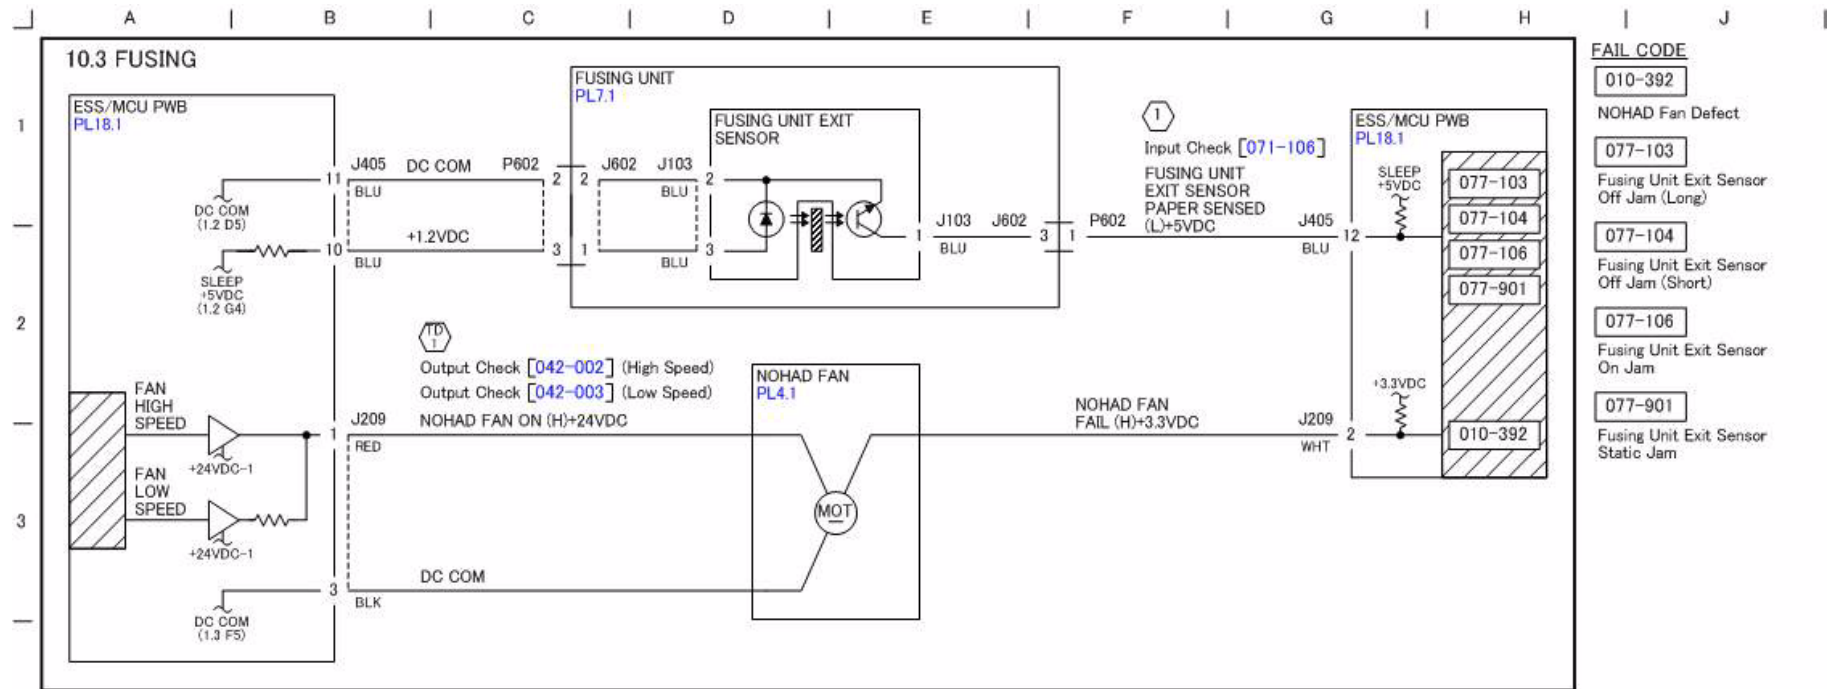 A B C D E F G H J
10.3 FUSING
FAIL CODE
010-392
NOHAD Fan Defect
077-103
Fusing Unit Exit Sensor
Off Jam (Long)
077-104
Fusing Unit Exit Sensor
Off Jam (Short)
077-106
Fusing Unit Exit Sensor
On Jam
077-901
Fusing Unit Exit Sensor
Static Jam
1
2
3
ESS/MCU PWB
PL18.1
11
J405
BLU
DC COM
P602
2
2
J602
J103
BLU
2
DC COM
(1.2 D5)
10
BLU
+1.2VDC
3
1
BLU
3
SLEEP
+5VDC
(1.2 G4)
FUSING UNIT
PL7.1
FUSING UNIT EXIT
SENSOR
1
J103
BLU
J602
3
1
P602
1
Input Check [071-106]
FUSING UNIT
EXIT SENSOR
PAPER SENSED
(L)+5VDC
J405
BLU
12
ESS/MCU PWB
PL18.1
SLEEP
+5VDC
077-103
077-104
077-106
077-901
TD
1
Output Check [042-002] (High Speed)
Output Check [042-003] (Low Speed)
FAN
HIGH
SPEED
+24VDC-1
FAN
LOW
SPEED
+24VDC-1
1
J209
RED
NOHAD FAN ON (H)+24VDC
NOHAD FAN
PL4.1
MOT
NOHAD FAN
FAIL (H)+3.3VDC
J209
WHT
2
+3.3VDC
010-392
3
BLK
DC COM
DC COM
(1.3 F5)